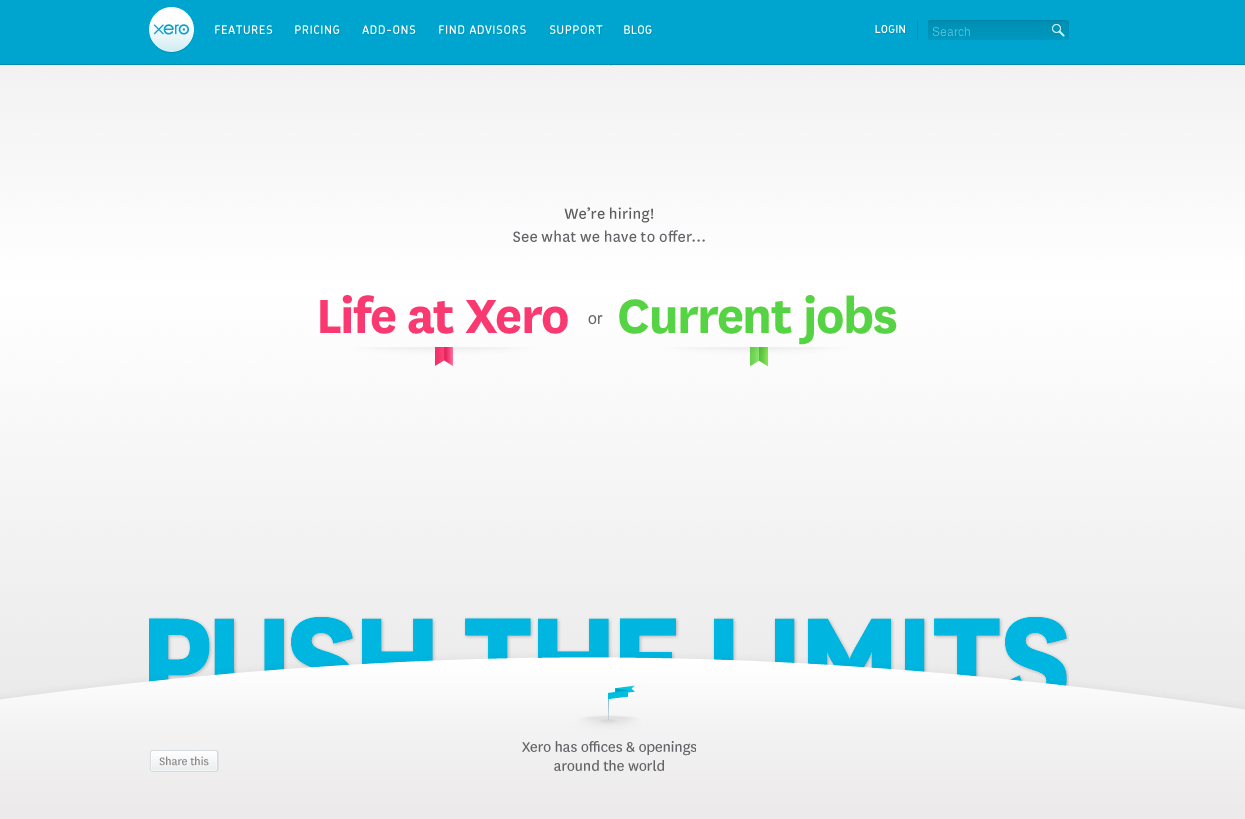 xero FEATURES PRICING ADD-ONS FIND ADVISORS SUPPORT BLOG LOGIN Search
We're hiring!
See what we have to offer...
Life at Xero or Current jobs
PUSH THE LIMITS
Xero has offices & openings
around the world
Share this